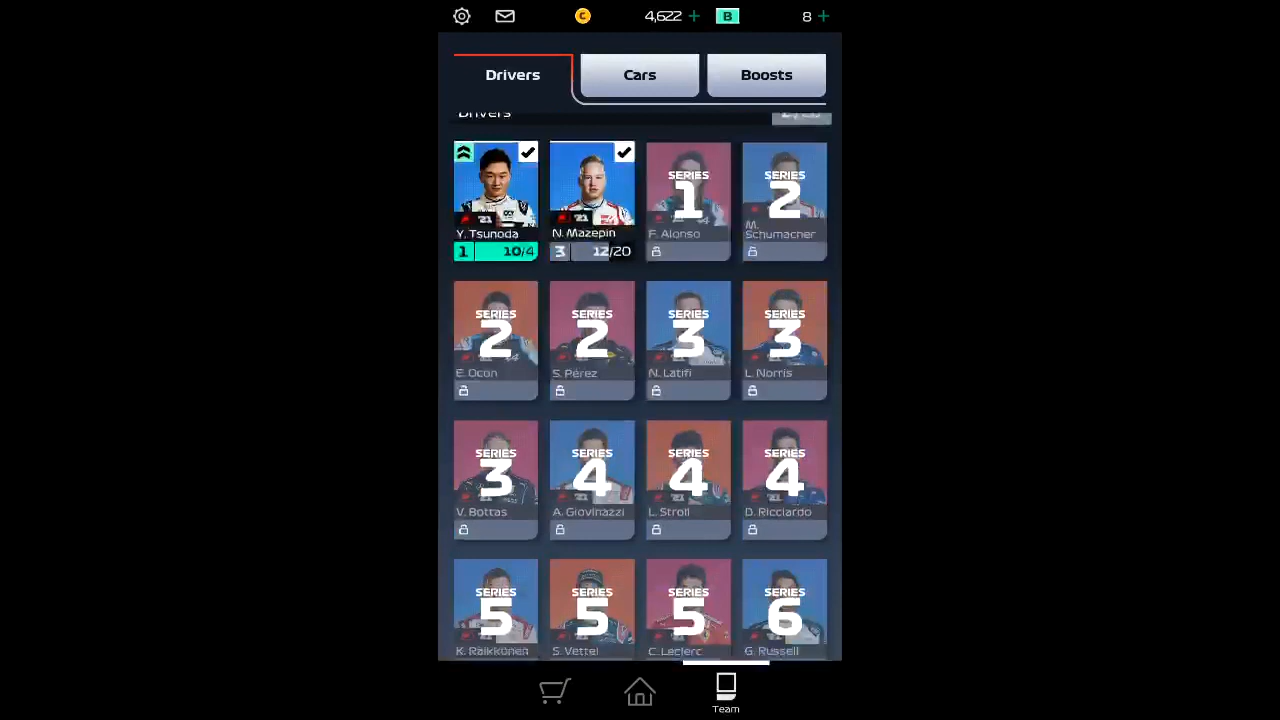 C 4,622 + B 8 +
Drivers Cars Boosts
Drivers
'21 '21 SERIES 1 SERIES 2
Y. Tsunoda N. Mazepin F. Alonso M. Schumacher
1 10/4 3 12/20
SERIES 2 SERIES 2 SERIES 3 SERIES 3
E. Ocon S. Pérez N. Latifi L. Norris
SERIES 3 SERIES 4 SERIES 4 SERIES 4
V. Bottas A. Giovinazzi L. Stroll D. Ricciardo
SERIES 5 SERIES 5 SERIES 5 SERIES 6
K. Räikkönen S. Vettel C. Leclerc G. Russell
Team